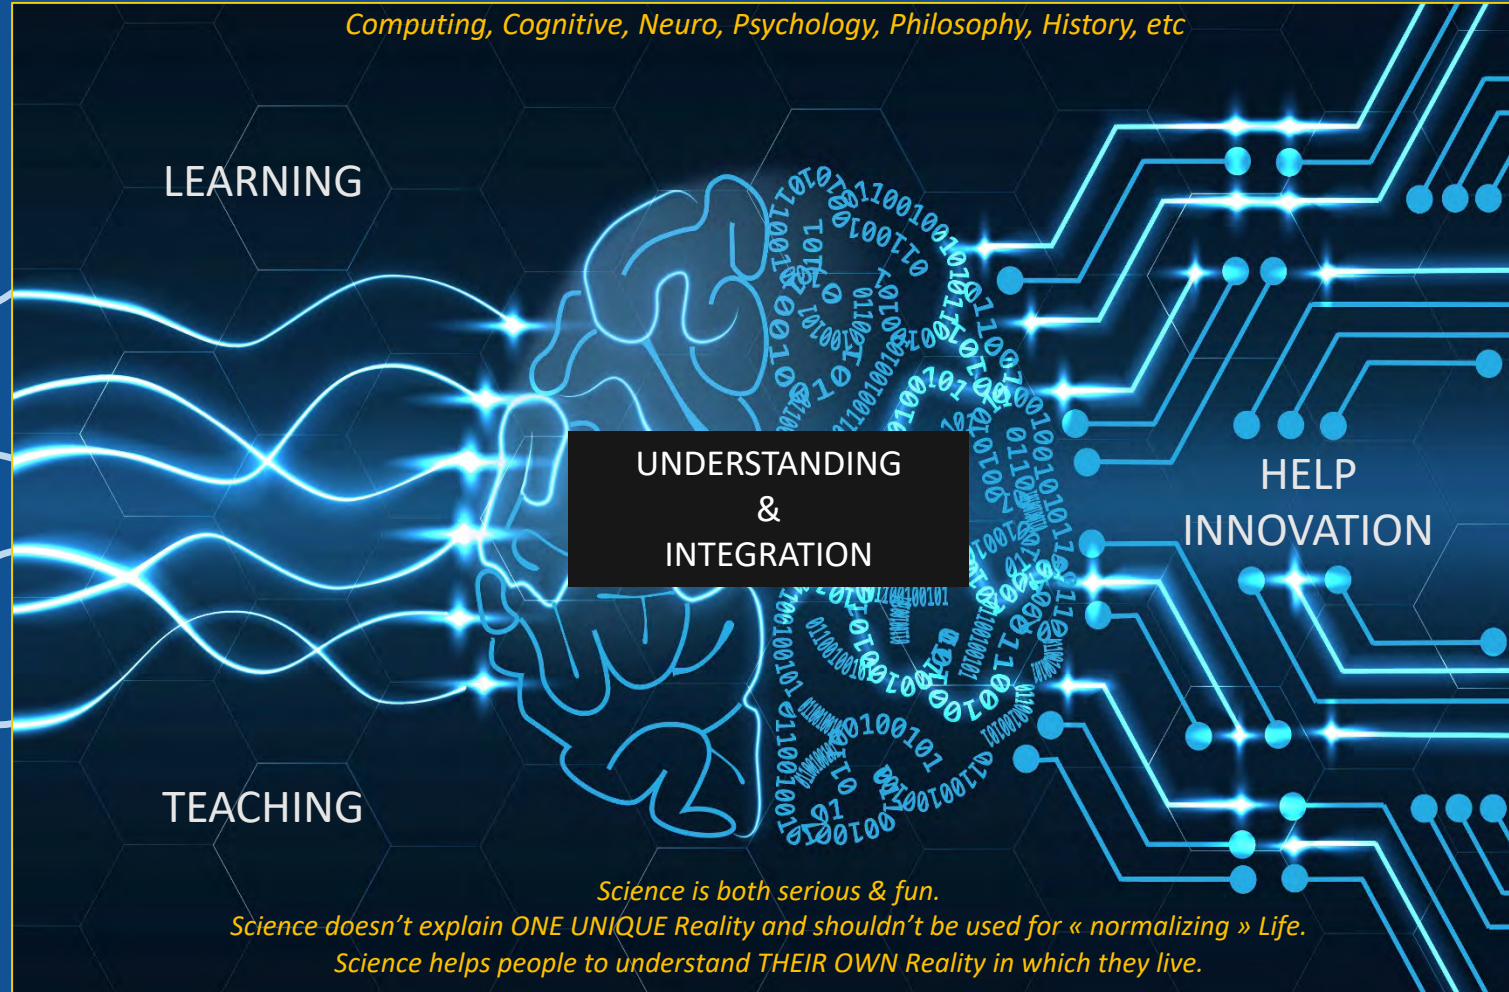 Computing, Cognitive, Neuro, Psychology, Philosophy, History, etc
LEARNING
UNDERSTANDING
&
INTEGRATION
HELP
INNOVATION
TEACHING
Science is both serious & fun.
Science doesn’t explain ONE UNIQUE Reality and shouldn’t be used for « normalizing » Life.
Science helps people to understand THEIR OWN Reality in which they live.